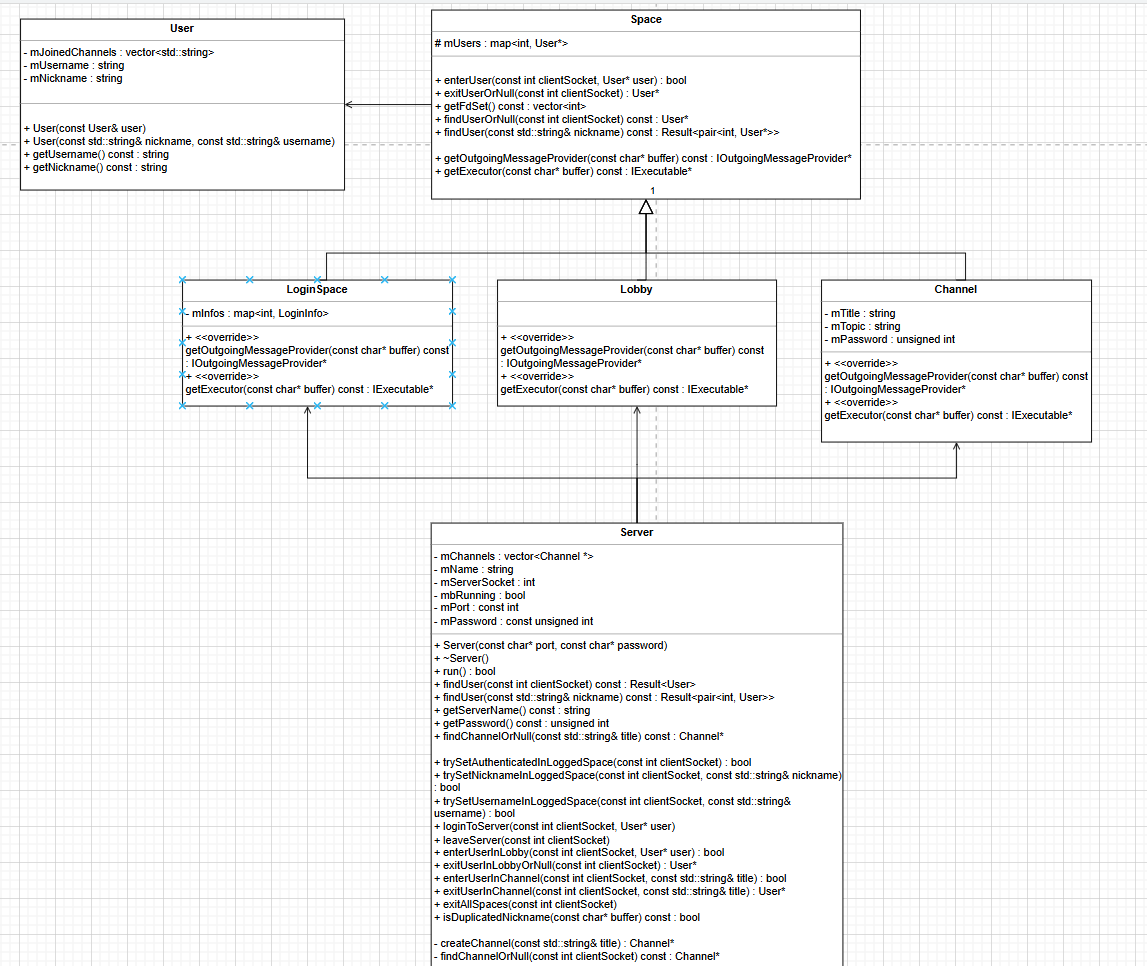 User
- mJoinedChannels : vector<std::string>
- mUsername : string
- mNickname : string
+ User(const User& user)
+ User(const std::string& nickname, const std::string& username)
+ getUsername() const : string
+ getNickname() const : string
Space
# mUsers : map<int, User*>
+ enterUser(const int clientSocket, User* user) : bool
+ exitUserOrNull(const int clientSocket) : User*
+ getFdSet() const : vector<int>
+ findUserOrNull(const int clientSocket) const : User*
+ findUser(const std::string& nickname) const : Result<pair<int, User*>>
+ getOutgoingMessageProvider(const char* buffer) const : IOutgoingMessageProvider*
+ getExecutor(const char* buffer) const : IExecutable*
1
LoginSpace
- mInfos : map<int, LoginInfo>
+ <<override>>
getOutgoingMessageProvider(const char* buffer) const
: IOutgoingMessageProvider*
+ <<override>>
getExecutor(const char* buffer) const : IExecutable*
Lobby
+ <<override>>
getOutgoingMessageProvider(const char* buffer) const
: IOutgoingMessageProvider*
+ <<override>>
getExecutor(const char* buffer) const : IExecutable*
Channel
- mTitle : string
- mTopic : string
- mPassword : unsigned int
+ <<override>>
getOutgoingMessageProvider(const char* buffer) const
: IOutgoingMessageProvider*
+ <<override>>
getExecutor(const char* buffer) const : IExecutable*
Server
- mChannels : vector<Channel *>
- mName : string
- mServerSocket : int
- mbRunning : bool
- mPort : const int
- mPassword : const unsigned int
+ Server(const char* port, const char* password)
+ ~Server()
+ run() : bool
+ findUser(const int clientSocket) const : Result<User>
+ findUser(const std::string& nickname) const : Result<pair<int, User>>
+ getServerName() const : string
+ getPassword() const : unsigned int
+ findChannelOrNull(const std::string& title) const : Channel*
+ trySetAuthenticatedInLoggedSpace(const int clientSocket) : bool
+ trySetNicknameInLoggedSpace(const int clientSocket, const std::string& nickname)
: bool
+ trySetUsernameInLoggedSpace(const int clientSocket, const std::string&
username) : bool
+ loginToServer(const int clientSocket, User* user)
+ leaveServer(const int clientSocket)
+ enterUserInLobby(const int clientSocket, User* user) : bool
+ exitUserInLobbyOrNull(const int clientSocket) : User*
+ enterUserInChannel(const int clientSocket, const std::string& title) : bool
+ exitUserInChannel(const int clientSocket, const std::string& title) : User*
+ exitAllSpaces(const int clientSocket)
+ isDuplicatedNickname(const char* buffer) const : bool
- createChannel(const std::string& title) : Channel*
- findChannelOrNull(const int clientSocket) const : Channel*